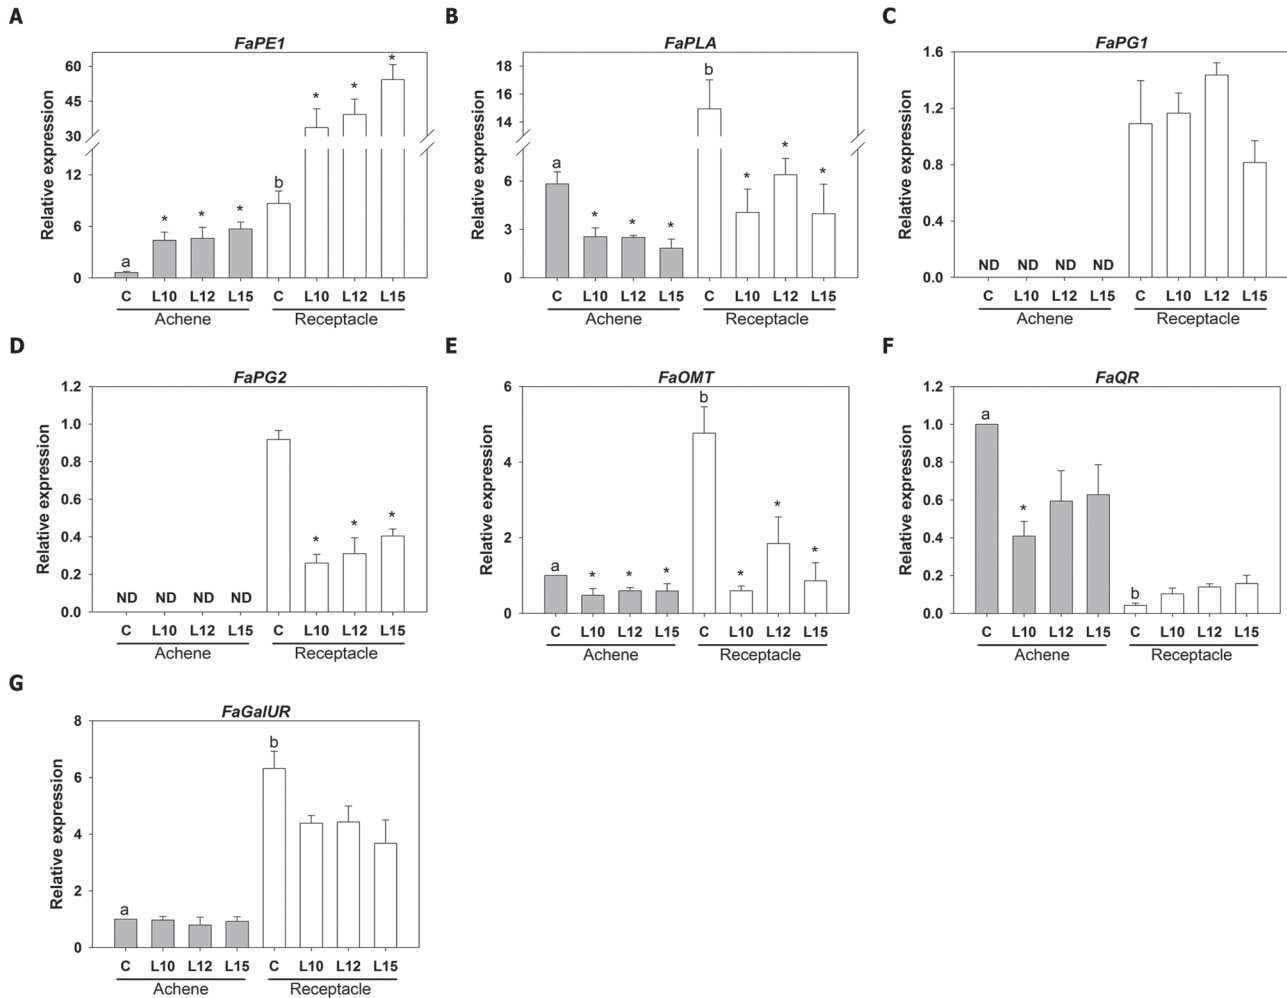 A
FaPE1
Relative expression
60
45
30
12
6
0
a
*
*
*
b
*
*
*
C L10 L12 L15 C L10 L12 L15
Achene Receptacle
B
FaPLA
Relative expression
18
16
14
6
3
0
a
*
*
*
b
*
*
*
C L10 L12 L15 C L10 L12 L15
Achene Receptacle
C
FaPG1
Relative expression
1.6
1.2
0.8
0.4
0.0
ND ND ND ND
C L10 L12 L15 C L10 L12 L15
Achene Receptacle
D
FaPG2
Relative expression
1.2
1.0
0.8
0.6
0.4
0.2
0.0
ND ND ND ND
*
*
*
C L10 L12 L15 C L10 L12 L15
Achene Receptacle
E
FaOMT
Relative expression
6
4
2
0
a
*
*
*
b
*
*
*
C L10 L12 L15 C L10 L12 L15
Achene Receptacle
F
FaQR
Relative expression
1.2
1.0
0.8
0.6
0.4
0.2
0.0
a
*
b
C L10 L12 L15 C L10 L12 L15
Achene Receptacle
G
FaGalUR
Relative expression
8
6
4
2
0
a
b
C L10 L12 L15 C L10 L12 L15
Achene Receptacle